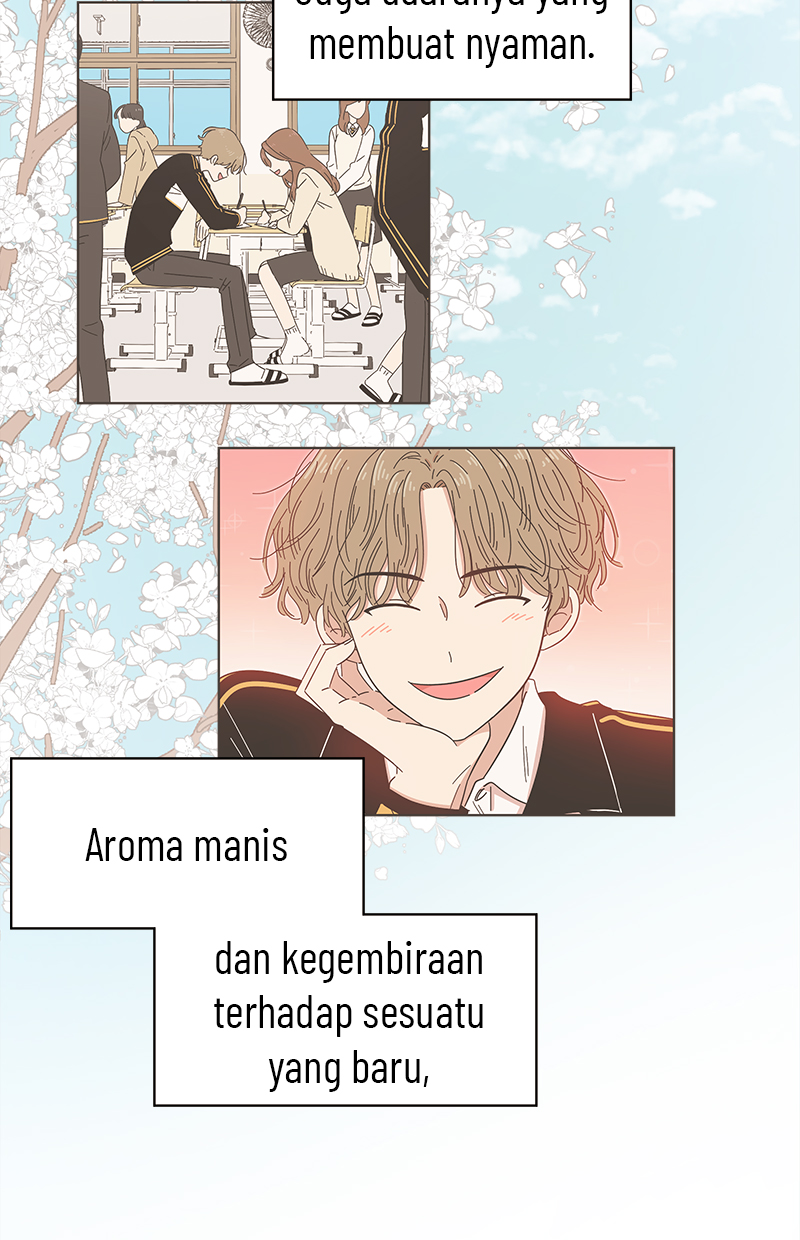 membuat nyaman.
Aroma manis
dan kegembiraan
terhadap sesuatu
yang baru,